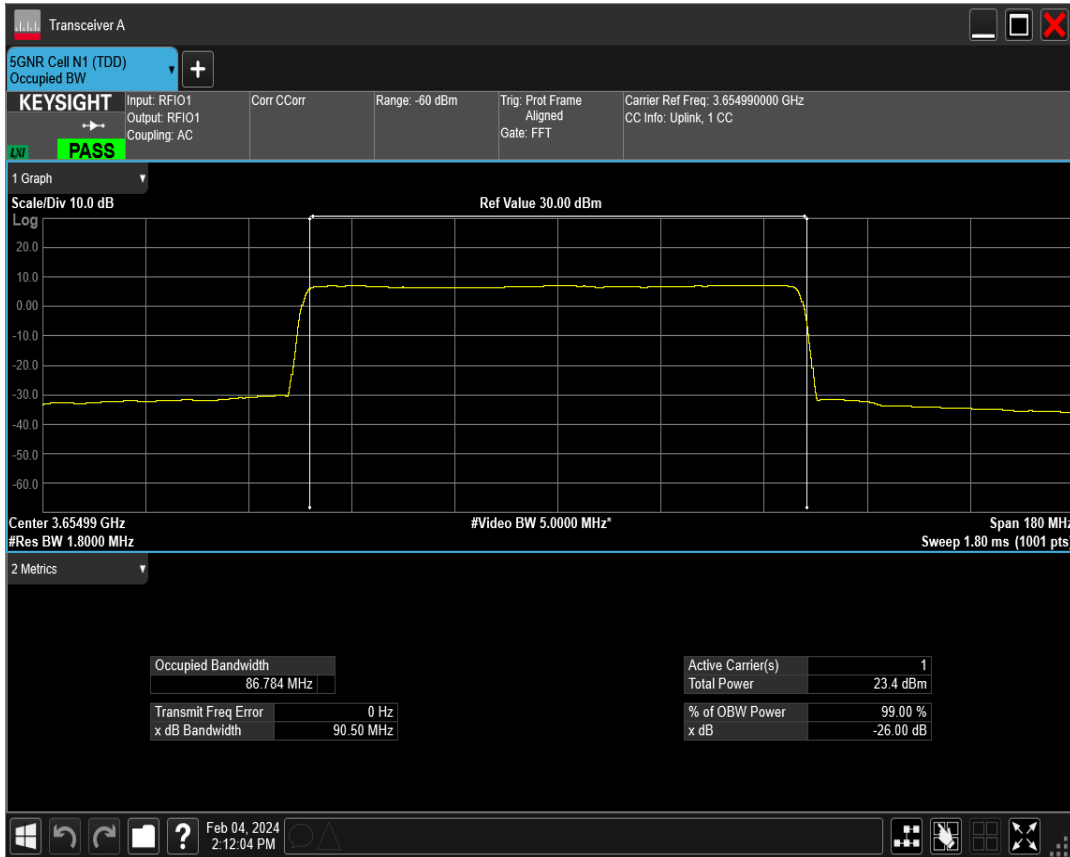 Transceiver A
5GNR Cell N1 (TDD)
Occupied BW
KEYSIGHT
LXI
PASS
Input: RFIO1
Output: RFIO1
Coupling: AC
Corr CCorr
Range: -60 dBm
Trig: Prot Frame
Aligned
Gate: FFT
Carrier Ref Freq: 3.654990000 GHz
CC Info: Uplink, 1 CC
1 Graph
Scale/Div 10.0 dB
Ref Value 30.00 dBm
Log
20.0
10.0
0.00
-10.0
-20.0
-30.0
-40.0
-50.0
-60.0
Center 3.65499 GHz
#Video BW 5.0000 MHz*
Span 180 MHz
#Res BW 1.8000 MHz
Sweep 1.80 ms (1001 pts)
2 Metrics
Occupied Bandwidth
86.784 MHz
Transmit Freq Error 0 Hz
x dB Bandwidth 90.50 MHz
Active Carrier(s) 1
Total Power 23.4 dBm
% of OBW Power 99.00 %
x dB -26.00 dB
?
Feb 04, 2024
2:12:04 PM